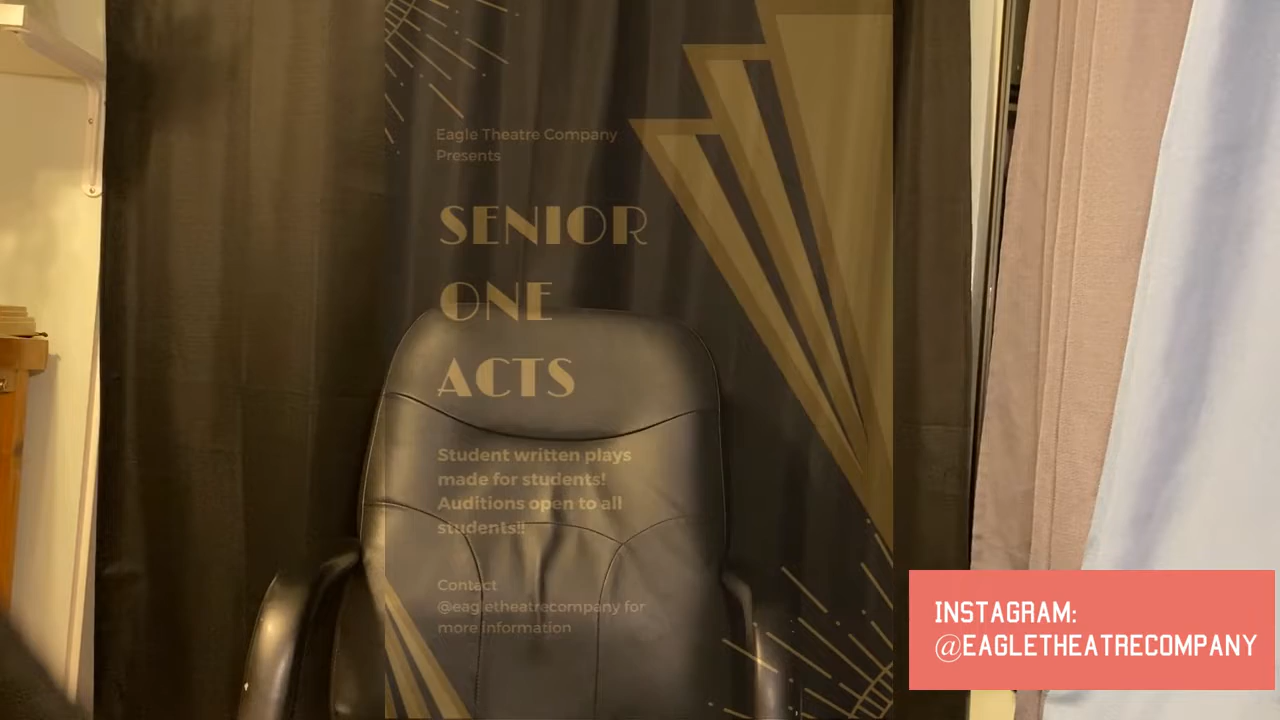 Eagle Theatre Company
Presents
SENIOR
ONE
ACTS
Student written plays
made for students!
Auditions open to all
students!!
Contact
@eagletheatrecompany for
more information
INSTAGRAM:
@EAGLETHEATRECOMPANY